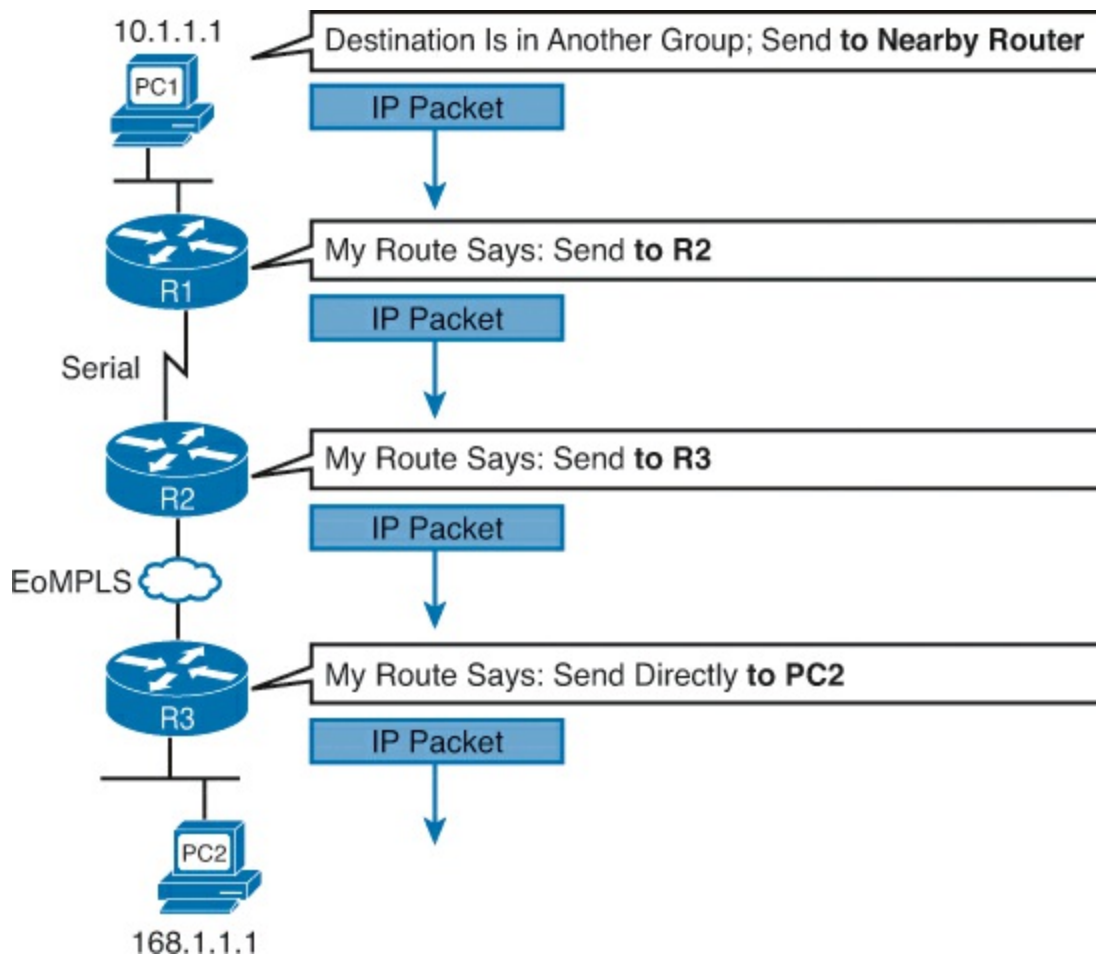 10.1.1.1
Destination Is in Another Group; Send to Nearby Router
PC1
IP Packet
My Route Says: Send to R2
R1
IP Packet
Serial
My Route Says: Send to R3
R2
IP Packet
EoMPLS
My Route Says: Send Directly to PC2
R3
IP Packet
PC2
168.1.1.1